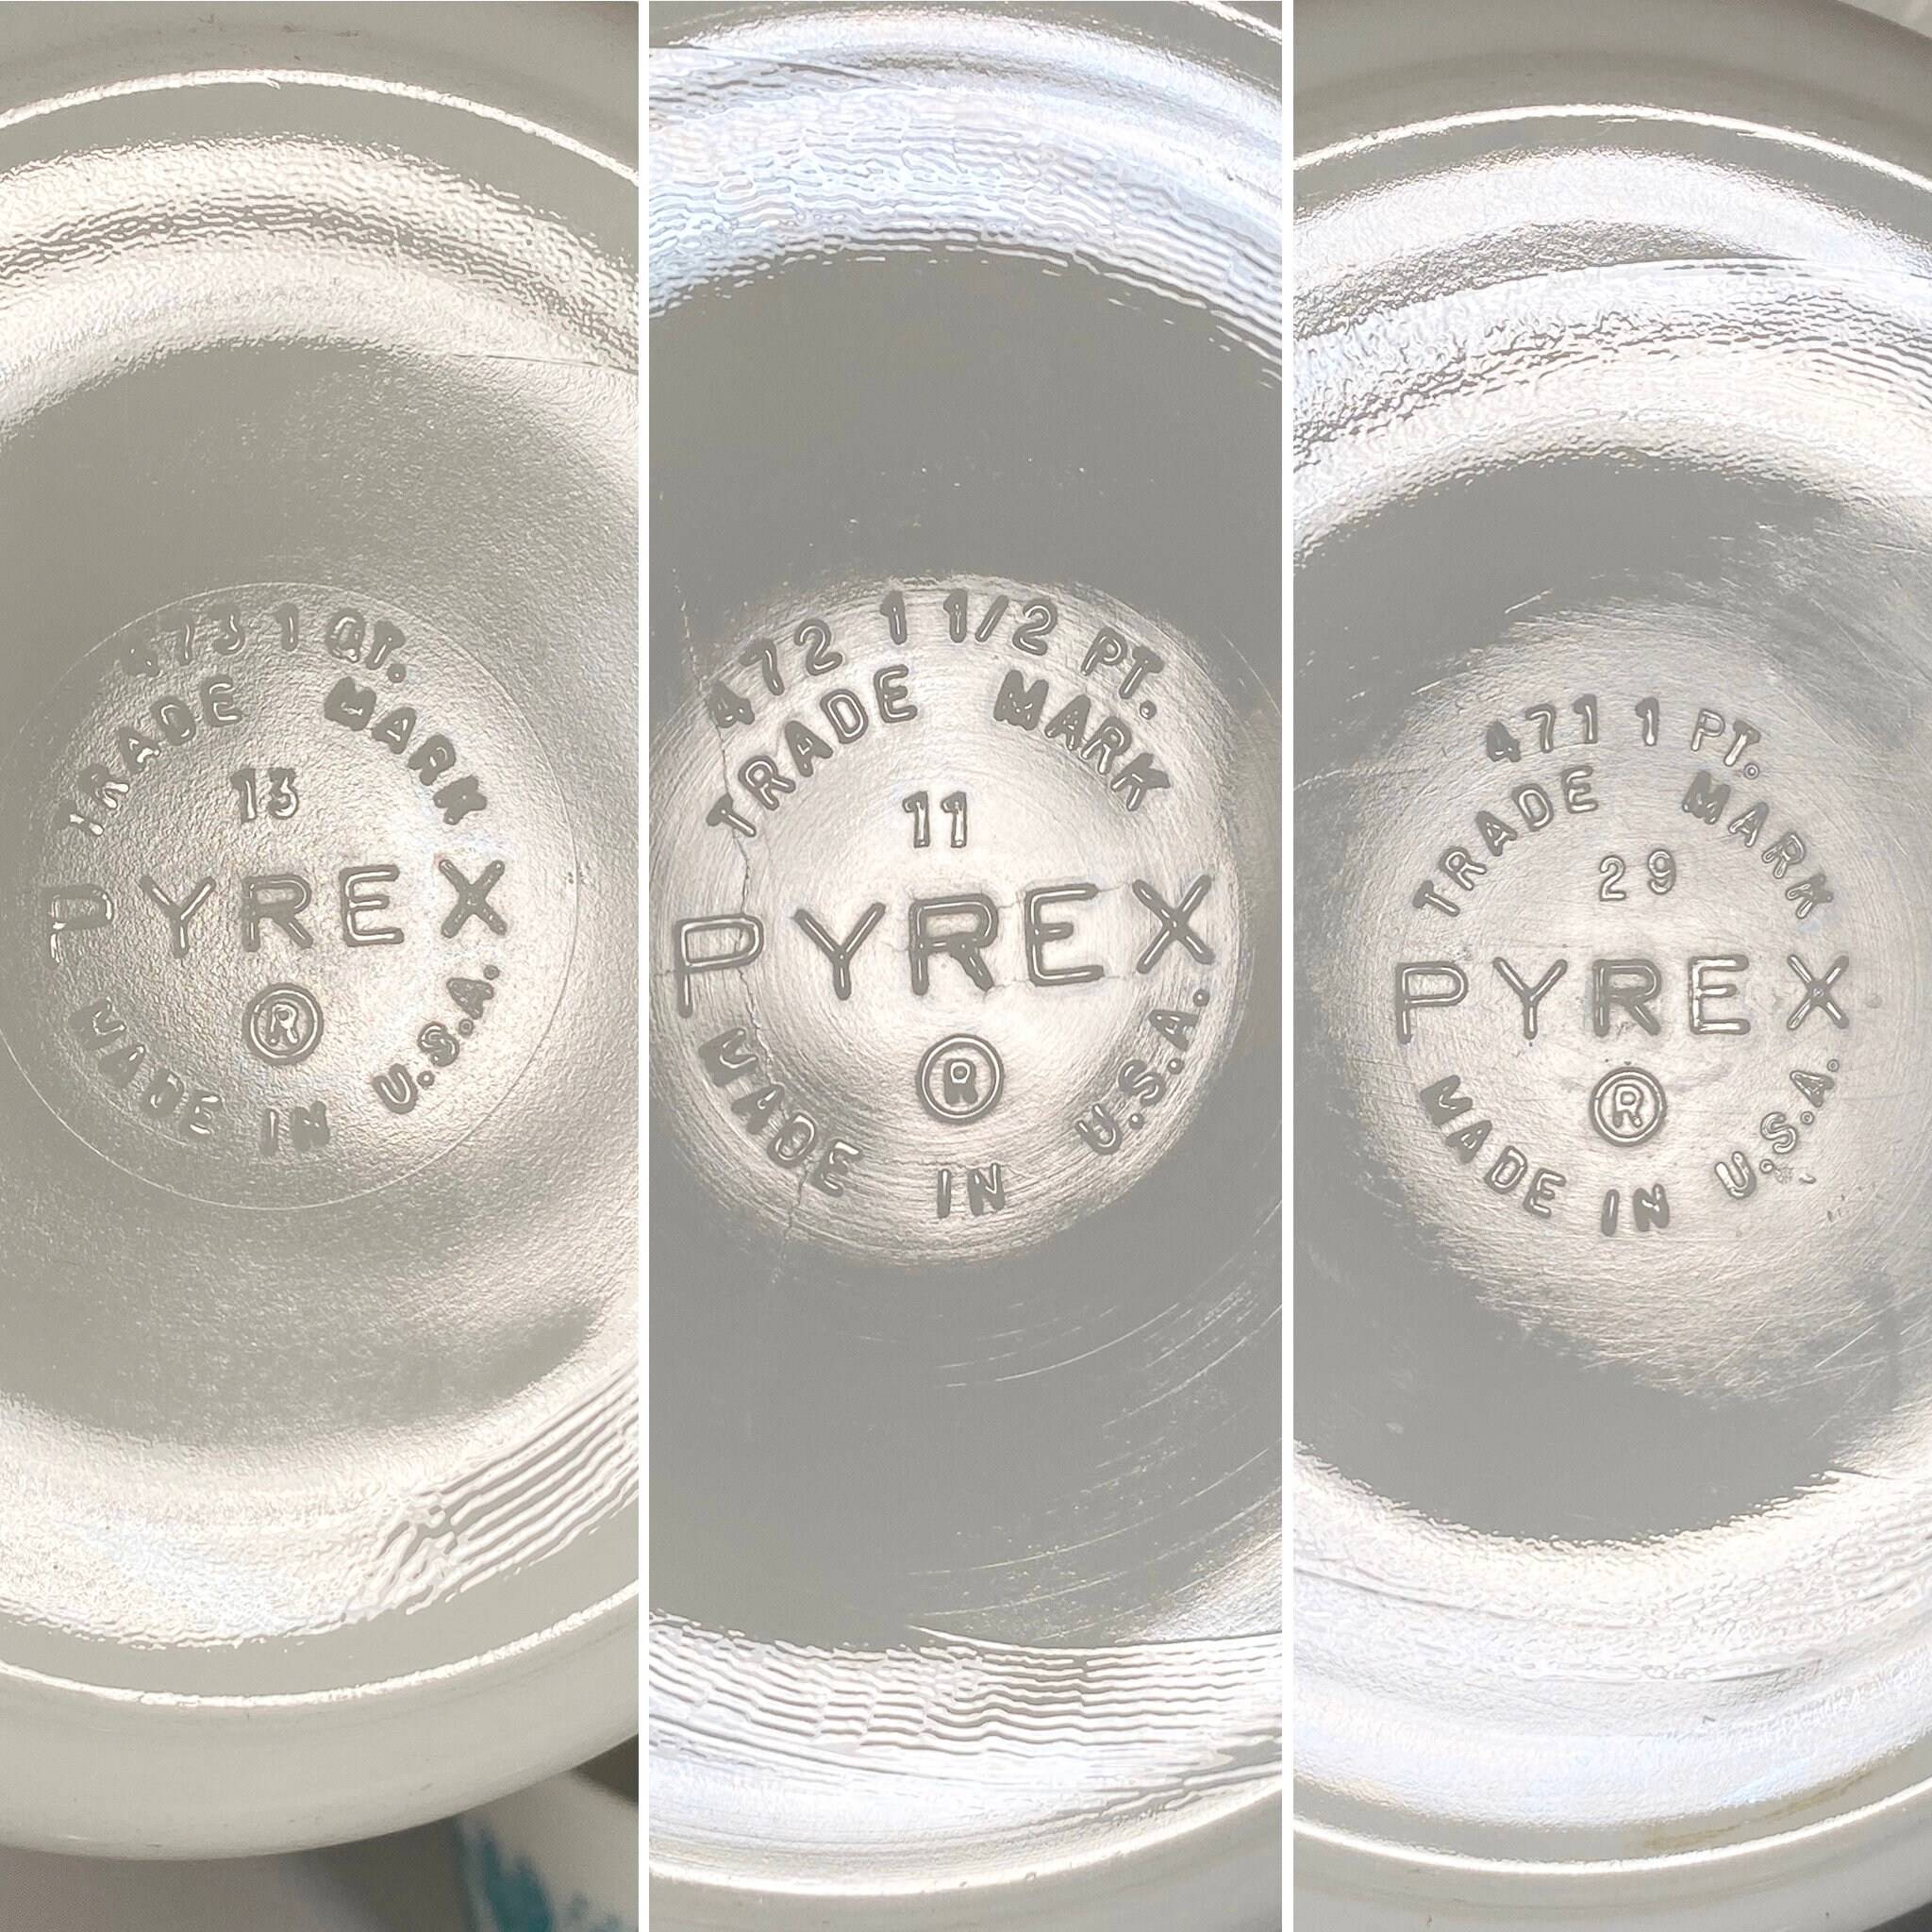 473 1 QT.
TRADE MARK
13
PYREX
®
MADE IN U.S.A.
472 1 1/2 PT.
TRADE MARK
11
PYREX
®
MADE IN U.S.A.
471 1 PT.
TRADE MARK
29
PYREX
®
MADE IN U.S.A.